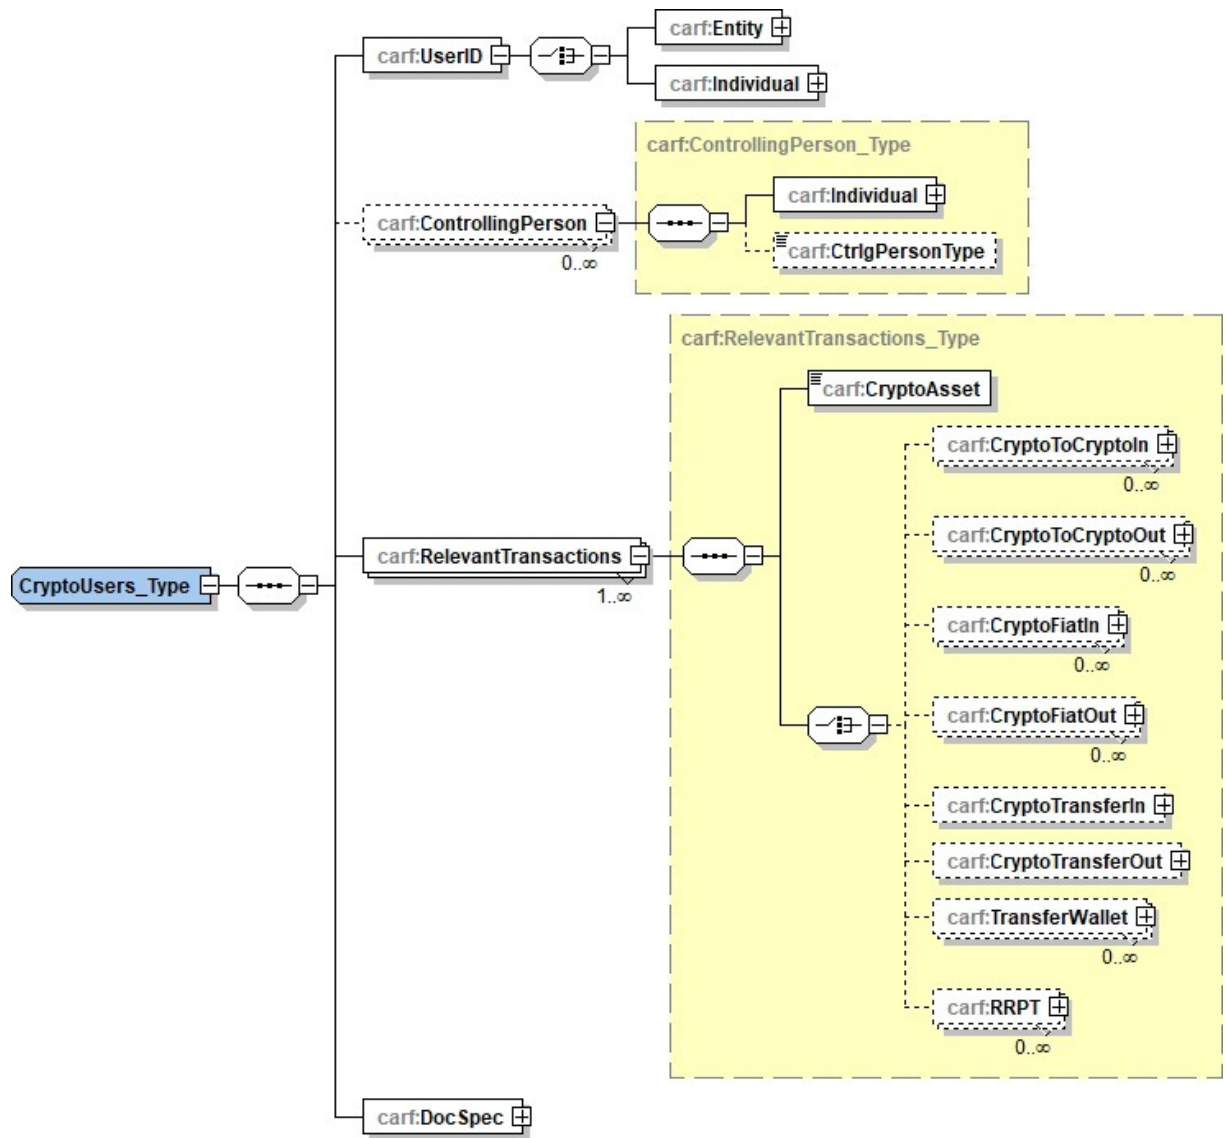 carf:Entity
carf:UserID
carf:Individual
carf:ControllingPerson_Type
carf:Individual
carf:ControllingPerson
0..∞
carf:CtrlgPersonType
carf:RelevantTransactions_Type
carf:CryptoAsset
carf:CryptoToCryptoIn
0..∞
carf:CryptoToCryptoOut
0..∞
carf:RelevantTransactions
1..∞
CryptoUsers_Type
carf:CryptoFiatIn
0..∞
carf:CryptoFiatOut
0..∞
carf:CryptoTransferIn
carf:CryptoTransferOut
carf:TransferWallet
0..∞
carf:RRPT
0..∞
carf:DocSpec